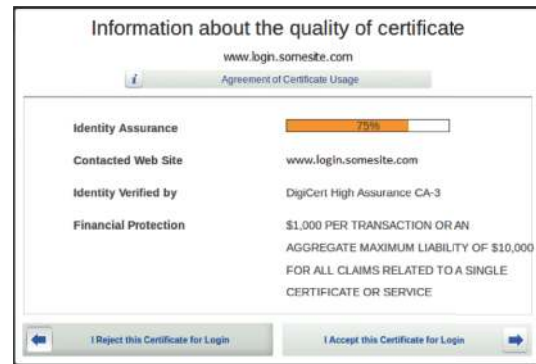 Information about the quality of certificate
www.login.somesite.com
i Agreement of Certificate Usage
Identity Assurance 75%
Contacted Web Site www.login.somesite.com
Identity Verified by DigiCert High Assurance CA-3
Financial Protection $1,000 PER TRANSACTION OR AN
AGGREGATE MAXIMUM LIABILITY OF $10,000
FOR ALL CLAIMS RELATED TO A SINGLE
CERTIFICATE OR SERVICE
I Reject this Certificate for Login I Accept this Certificate for Login